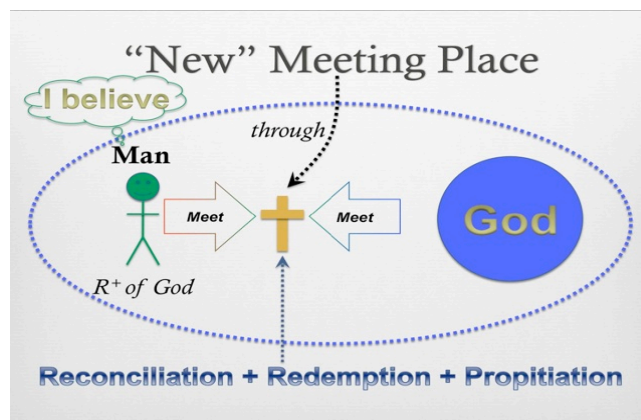 “New” Meeting Place
I believe
through
Man
Meet
Meet
God
R⁺ of God
Reconciliation + Redemption + Propitiation